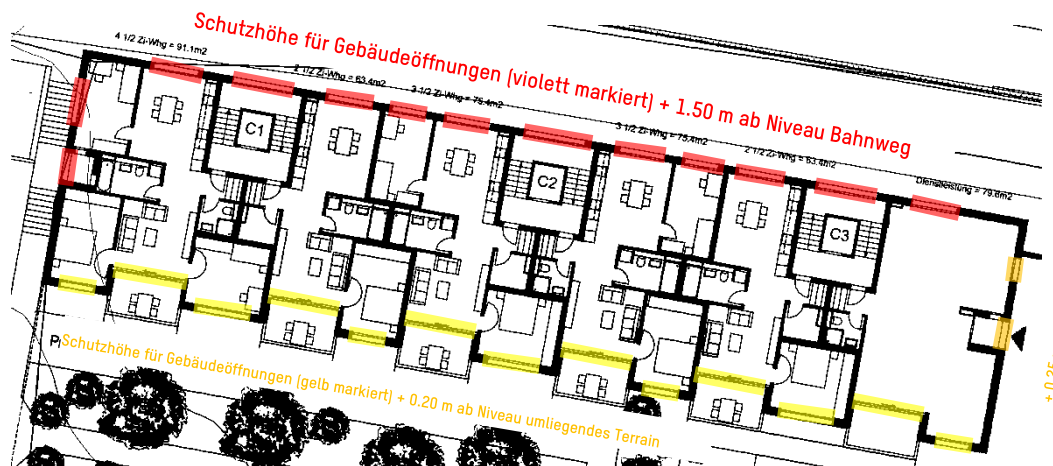 Schutzhöhe für Gebäudeöffnungen (violett markiert) + 1.50 m ab Niveau Bahnweg
4 1/2 Zi-Whg = 91.1m2
2 1/2 Zi-Whg = 63.4m2
3 1/2 Zi-Whg = 75.4m2
3 1/2 Zi-Whg = 75.4m2
2 1/2 Zi-Whg = 63.4m2
Dienstleistung = 79.6m2
C1
C2
C3
Schutzhöhe für Gebäudeöffnungen (gelb markiert) + 0.20 m ab Niveau umliegendes Terrain
+ 0.25